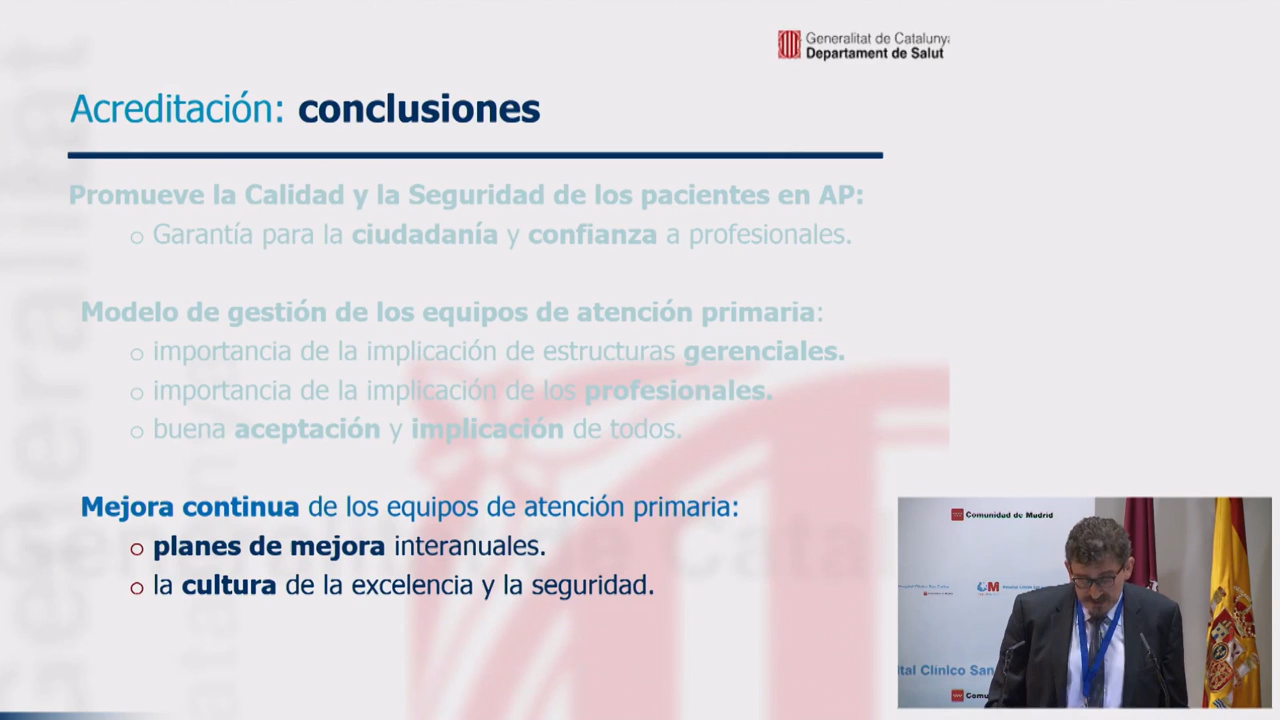 Generalitat de Cataluny
Departament de Salut
Acreditación: conclusiones
Promueve la Calidad y la Seguridad de los pacientes en AP:
o Garantía para la ciudadanía y confianza a profesionales.
Modelo de gestión de los equipos de atención primaria:
o importancia de la implicación de estructuras gerenciales.
o importancia de la implicación de los profesionales.
o buena aceptación y implicación de todos.
Mejora continua de los equipos de atención primaria:
o planes de mejora interanuales.
o la cultura de la excelencia y la seguridad.
Comunidad de Madrid
ital Clínico San
Comu